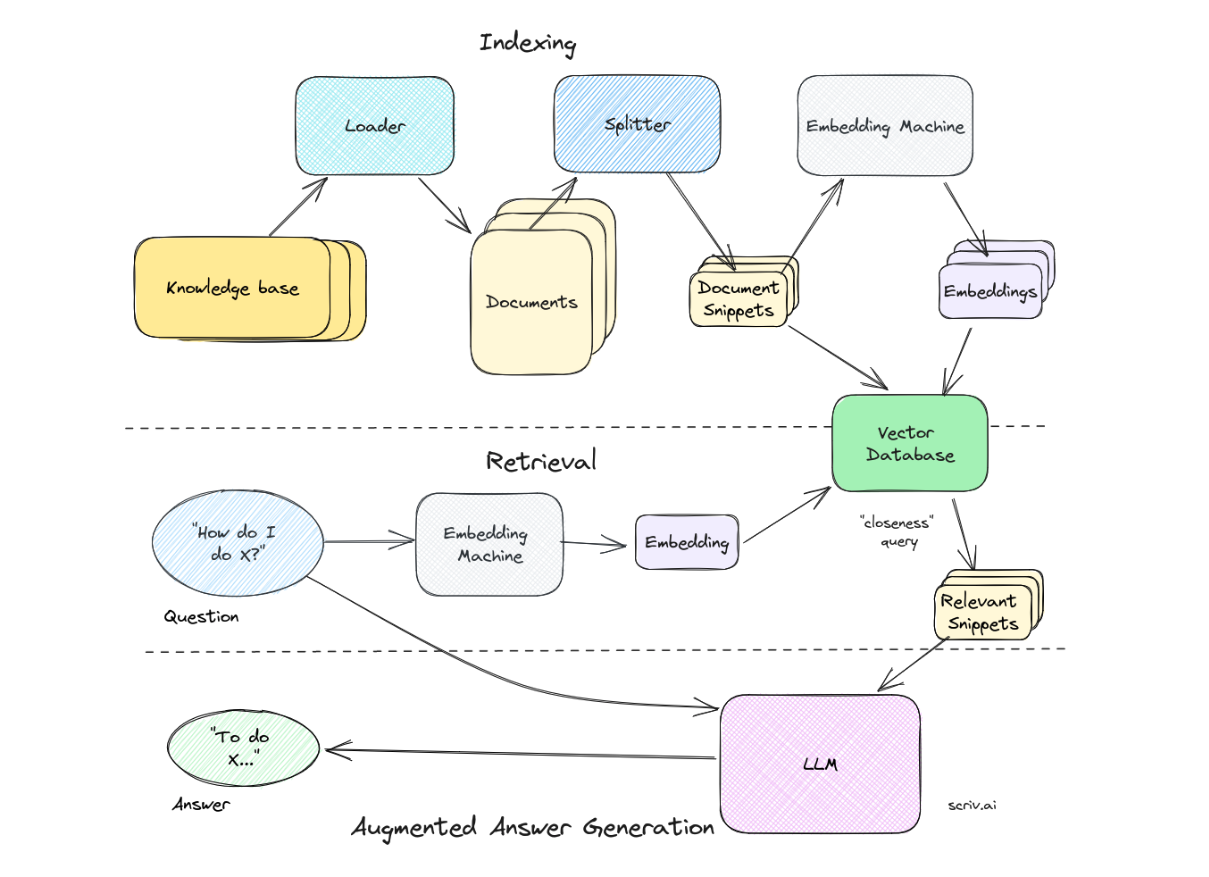 Indexing
Loader
Splitter
Embedding Machine
Knowledge base
Documents
Document
Snippets
Embeddings
Vector
Database
Retrieval
"How do I
do X?"
Question
Embedding
Machine
Embedding
"closeness"
query
Relevant
Snippets
"To do
X..."
Answer
LLM
scriv.ai
Augmented Answer Generation